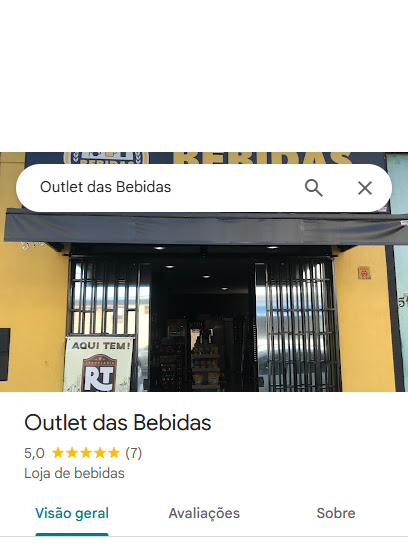 BEBIDAS
BEBIDAS
Outlet das Bebidas
AQUI TEM!
RT
Outlet das Bebidas
5,0 (7)
Loja de bebidas
Visão geral
Avaliações
Sobre